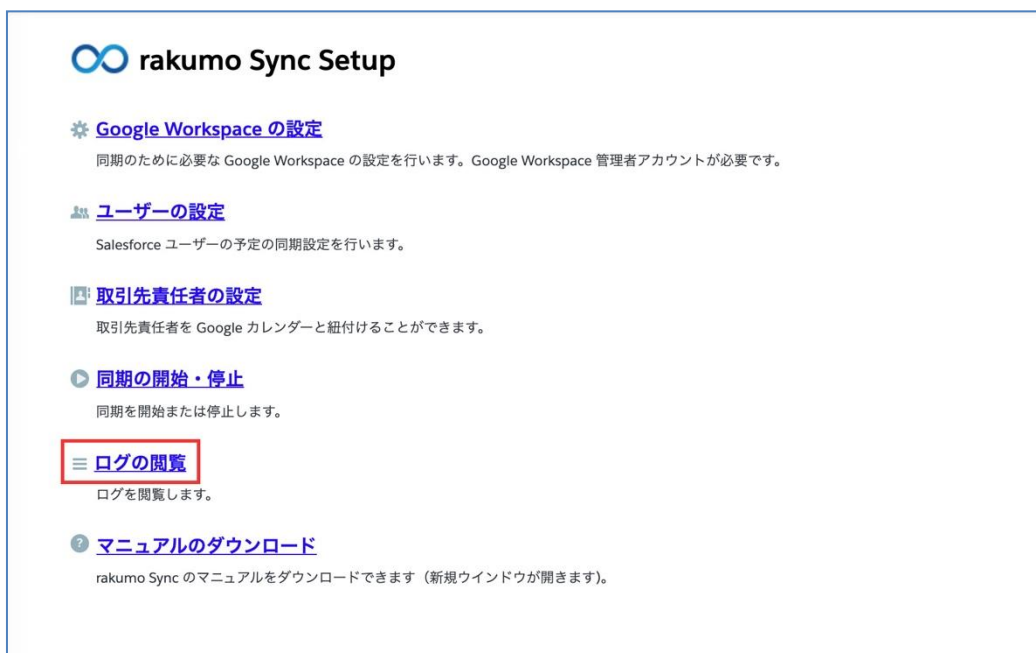 rakumo Sync Setup
Google Workspace の設定
同期のために必要な Google Workspace の設定を行います。Google Workspace 管理者アカウントが必要です。
ユーザーの設定
Salesforce ユーザーの予定の同期設定を行います。
取引先責任者の設定
取引先責任者を Google カレンダーと紐付けることができます。
同期の開始・停止
同期を開始または停止します。
ログの閲覧
ログを閲覧します。
マニュアルのダウンロード
rakumo Sync のマニュアルをダウンロードできます（新規ウインドウが開きます)。